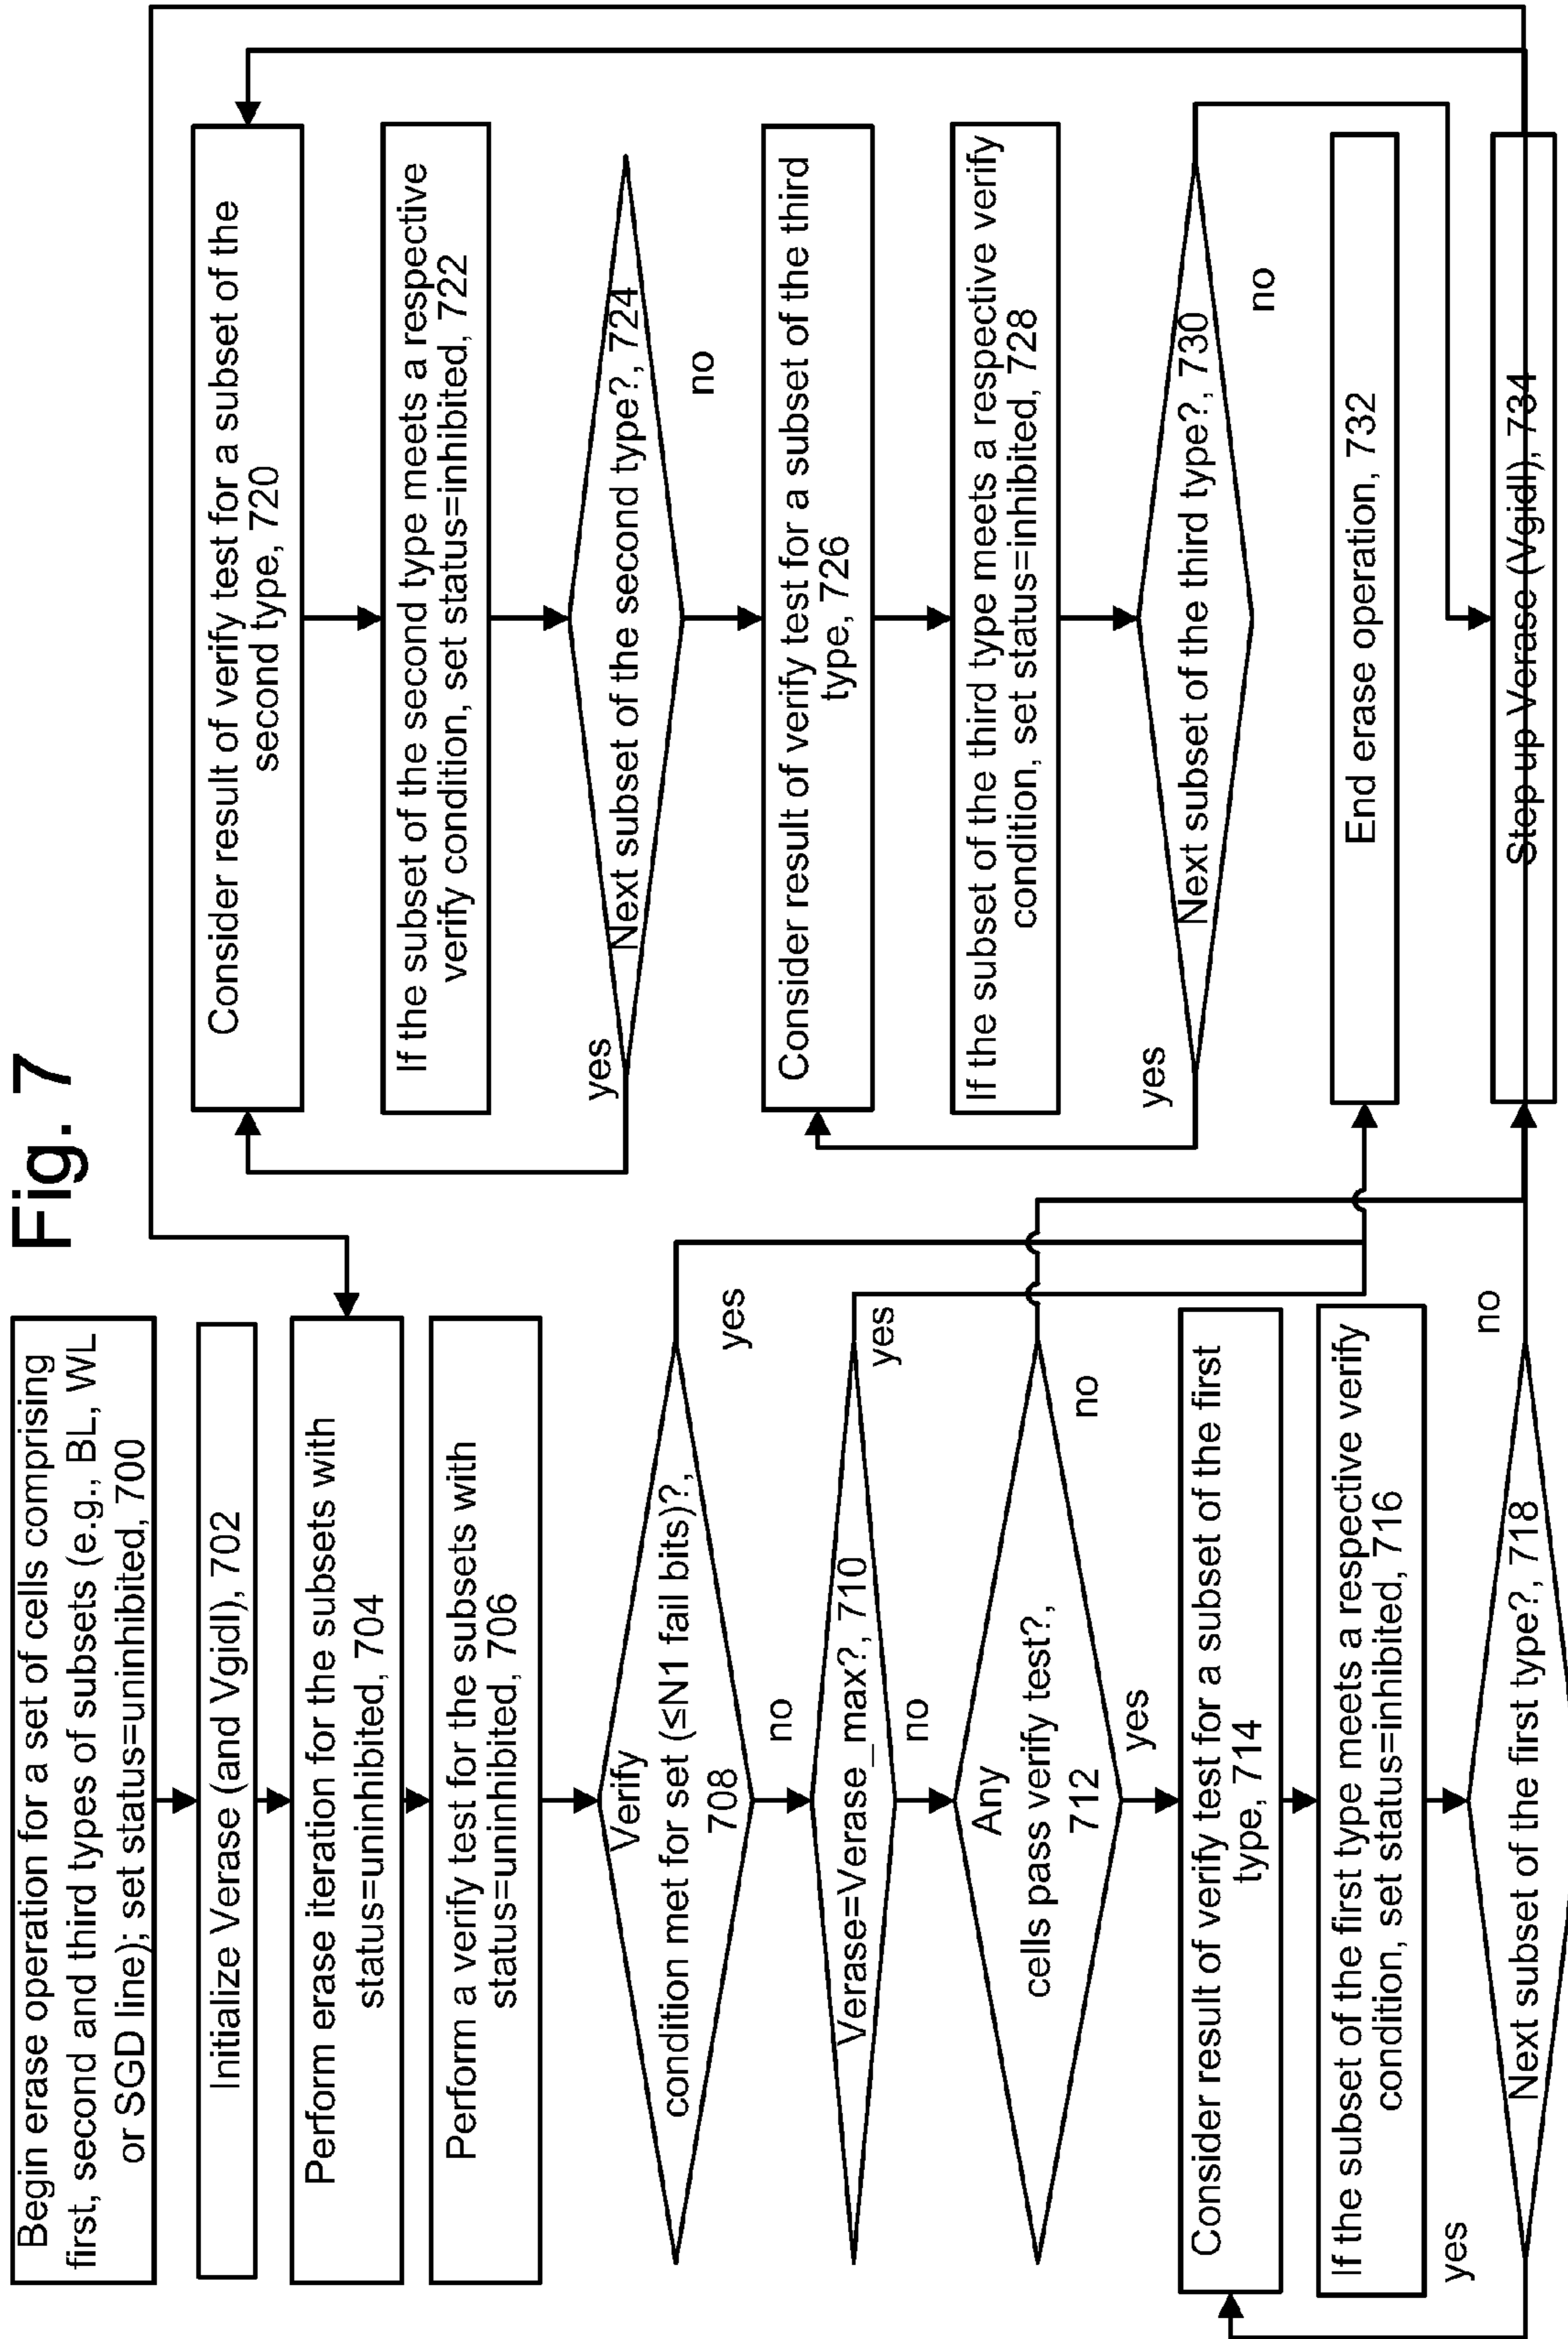 Fig. 7
Begin erase operation for a set of cells comprising
first, second and third types of subsets (e.g., BL, WL
or SGD line); set status=uninhibited, 700
Initialize Verase (and Vgidl), 702
Perform erase iteration for the subsets with
status=uninhibited, 704
Perform a verify test for the subsets with
status=uninhibited, 706
Verify
condition met for set (≤N1 fail bits)?,
708
yes
no
Verase=Verase_max?, 710
yes
no
Any
cells pass verify test?,
712
no
yes
Consider result of verify test for a subset of the first
type, 714
If the subset of the first type meets a respective verify
condition, set status=inhibited, 716
yes
Next subset of the first type?, 718
no
Consider result of verify test for a subset of the
second type, 720
If the subset of the second type meets a respective
verify condition, set status=inhibited, 722
yes
Next subset of the second type?, 724
no
Consider result of verify test for a subset of the third
type, 726
If the subset of the third type meets a respective verify
condition, set status=inhibited, 728
yes
Next subset of the third type?, 730
no
End erase operation, 732
Step up Verase (Vgidl), 734